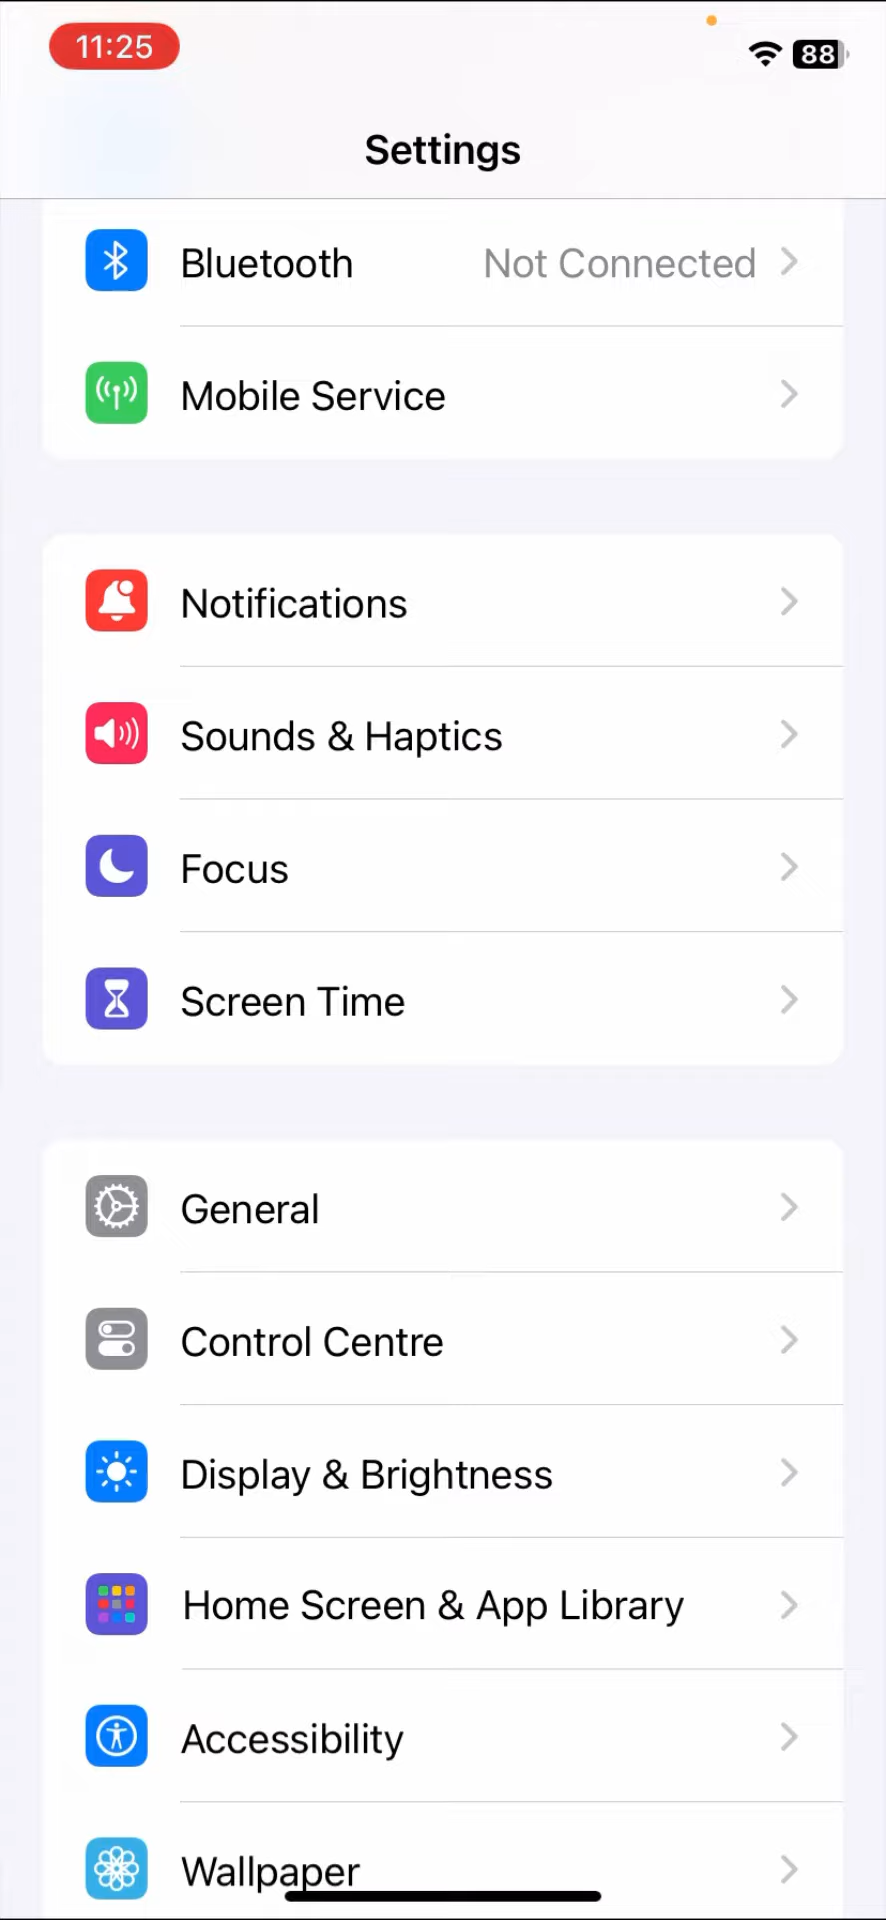 11:25
88
Settings
Bluetooth Not Connected
Mobile Service
Notifications
Sounds & Haptics
Focus
Screen Time
General
Control Centre
Display & Brightness
Home Screen & App Library
Accessibility
Wallpaper